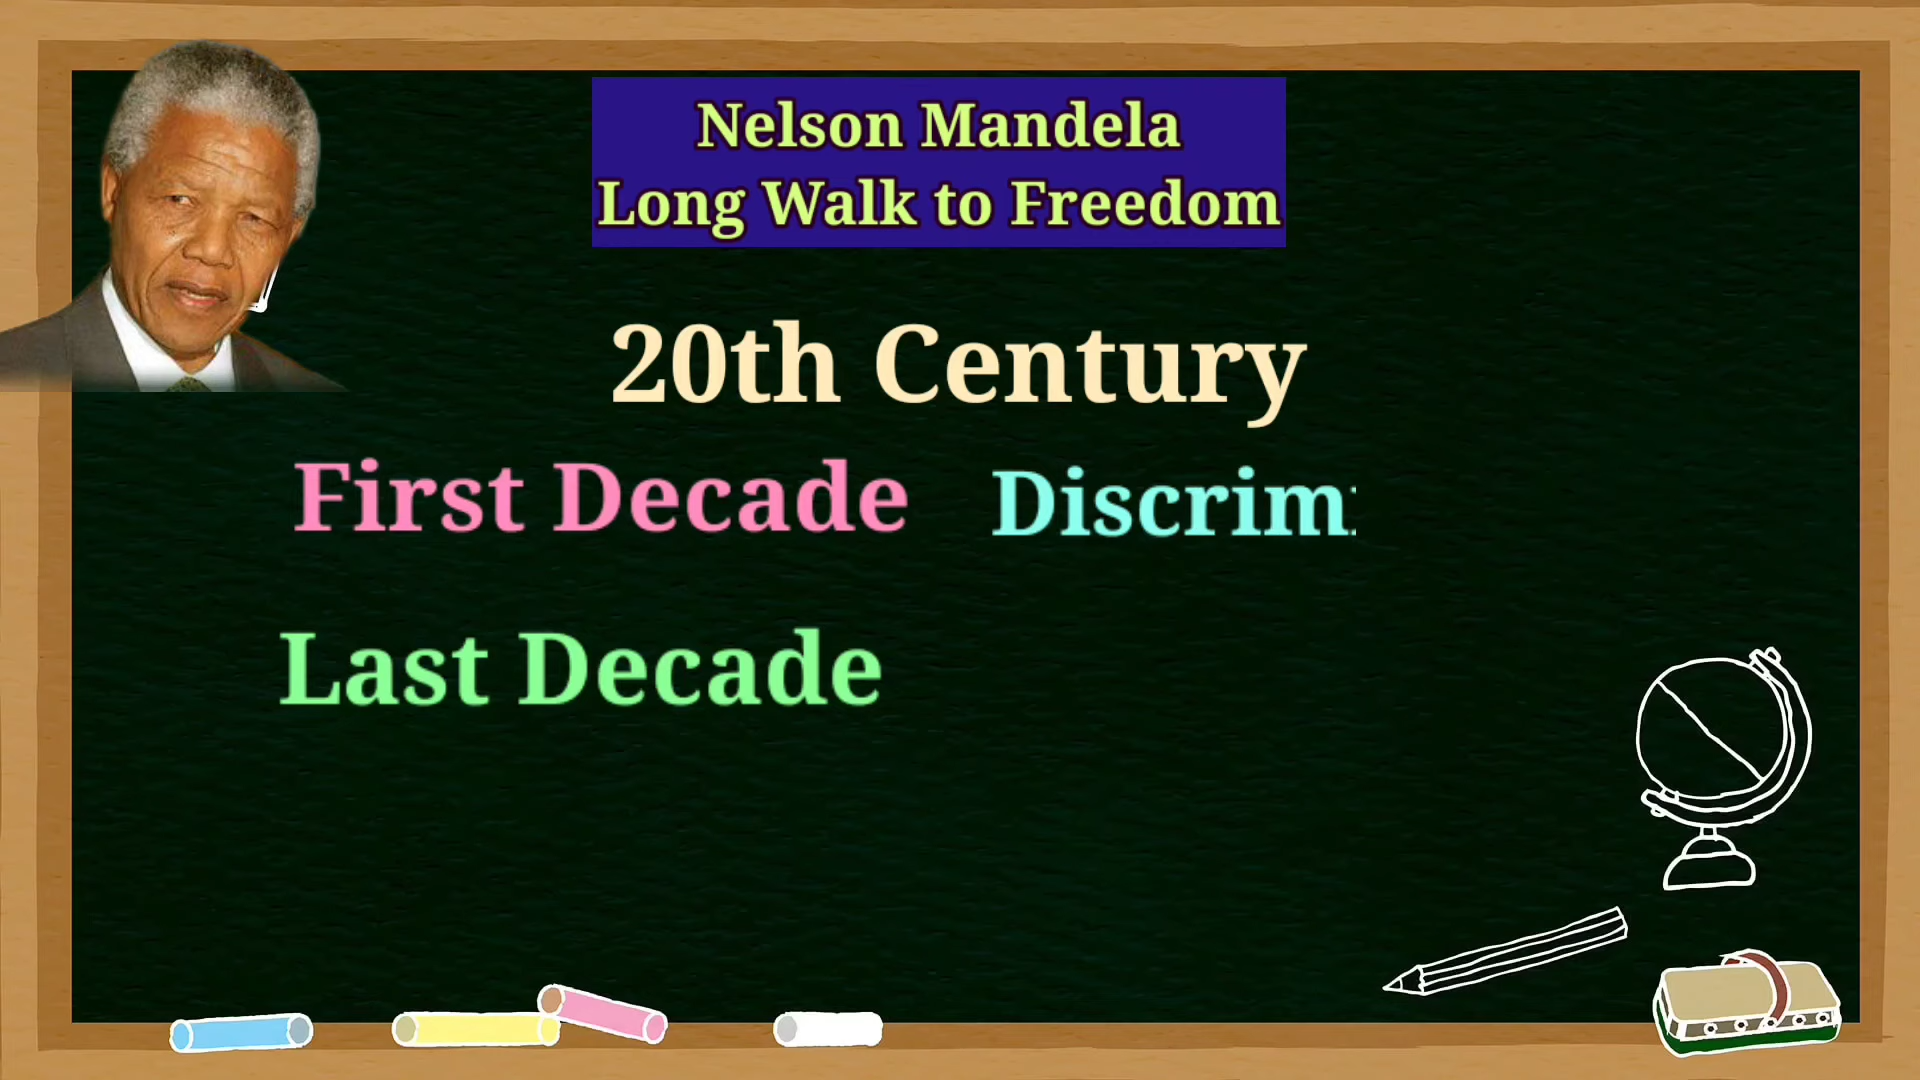 Nelson Mandela
Long Walk to Freedom
20th Century
First Decade Discrim
Last Decade